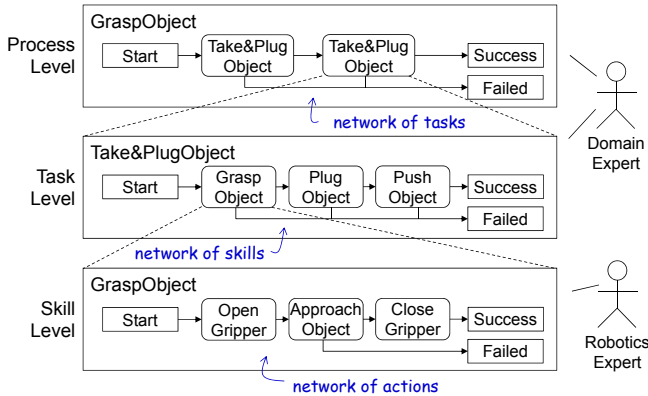 GraspObject
Process
Level
Start
Take&Plug
Object
Take&Plug
Object
Success
Failed
network of tasks
Domain
Expert
Take&PlugObject
Task
Level
Start
Grasp
Object
Plug
Object
Push
Object
Success
Failed
network of skills
GraspObject
Skill
Level
Start
Open
Gripper
Approach
Object
Close
Gripper
Success
Failed
network of actions
Robotics
Expert